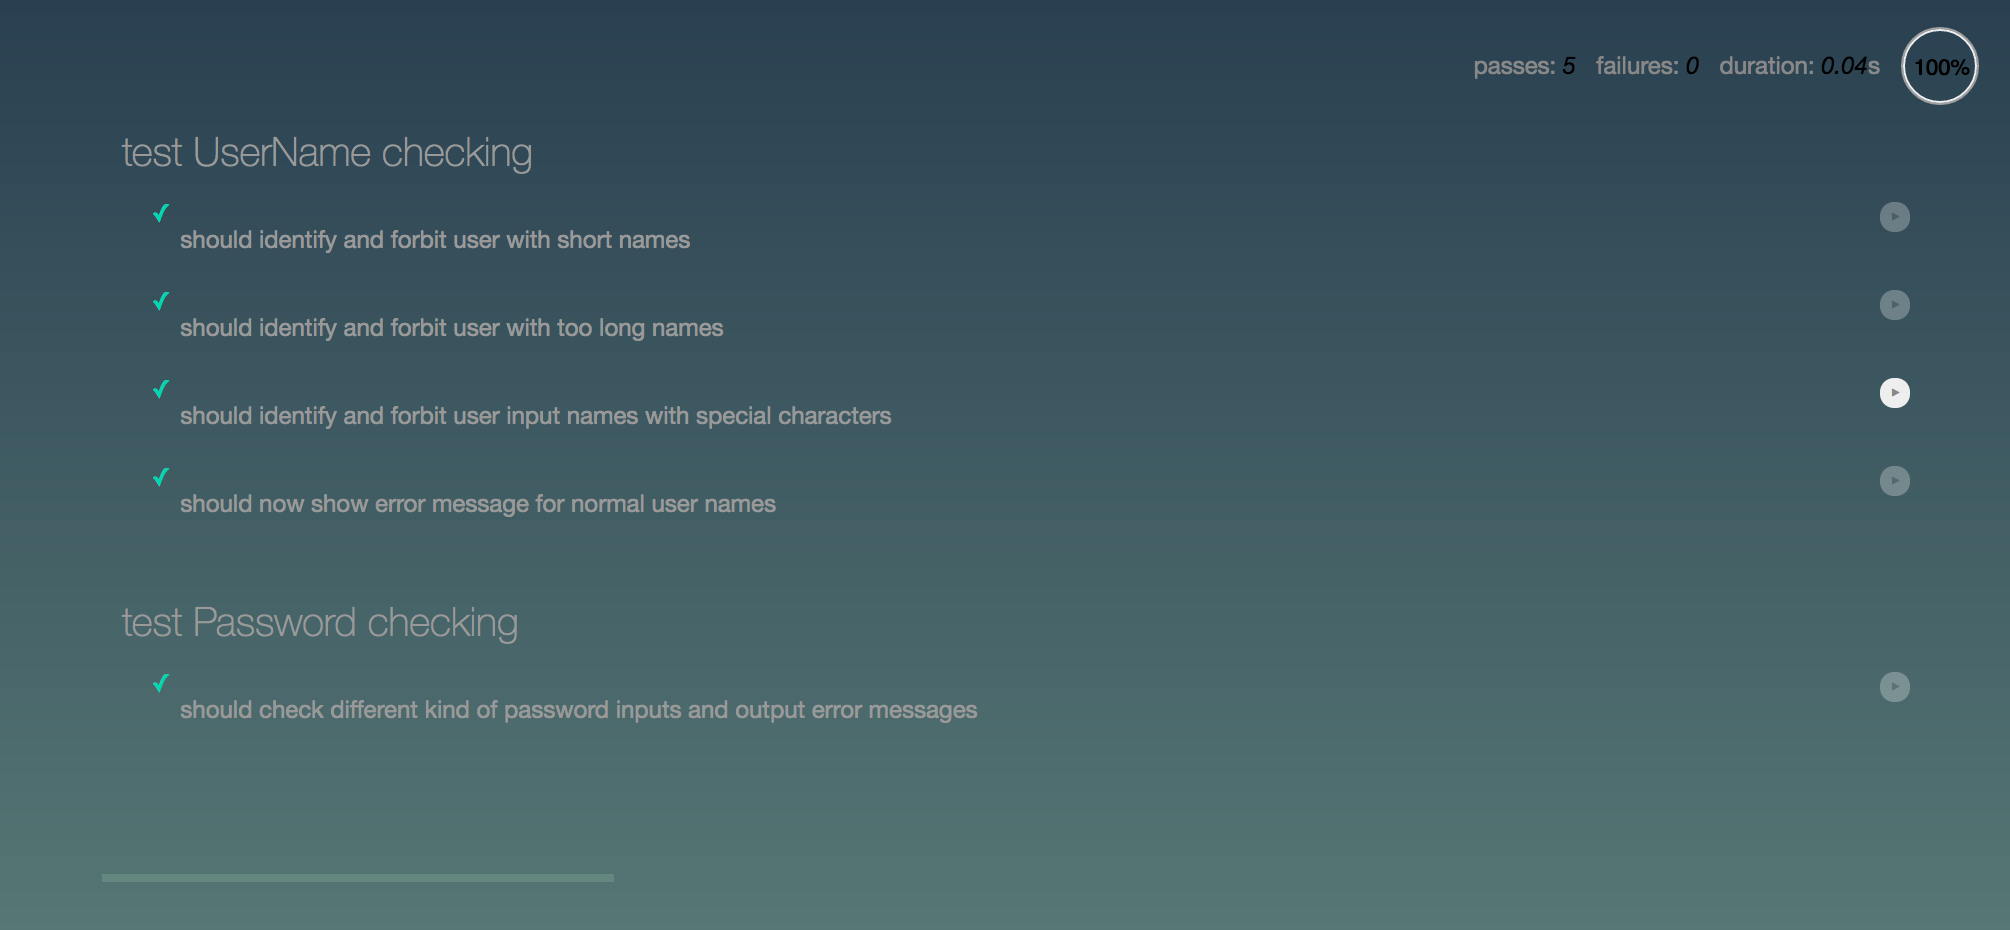 passes: 5 failures: 0 duration: 0.04s 100%
test UserName checking
should identify and forbit user with short names
should identify and forbit user with too long names
should identify and forbit user input names with special characters
should now show error message for normal user names
test Password checking
should check different kind of password inputs and output error messages